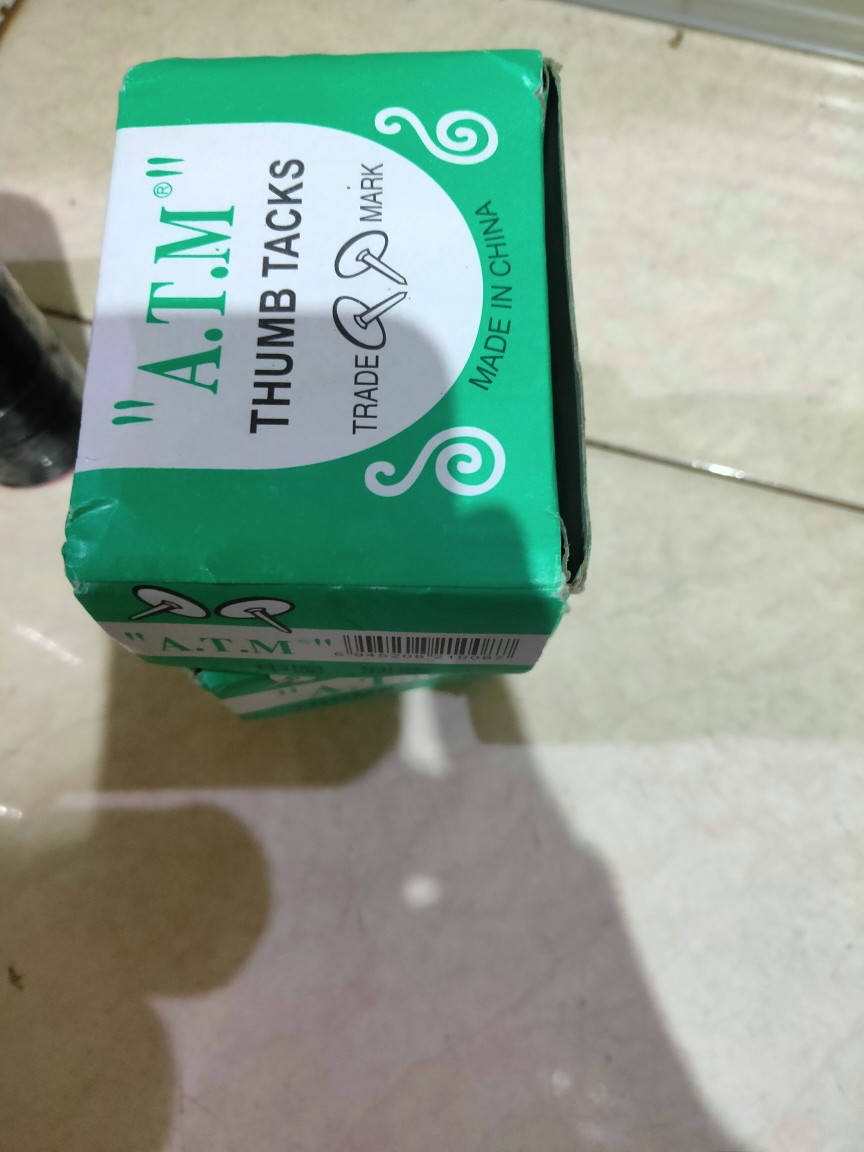 "A.T.M®"
THUMB TACKS
TRADE MARK
MADE IN CHINA
"A.T.M®"
"A.T